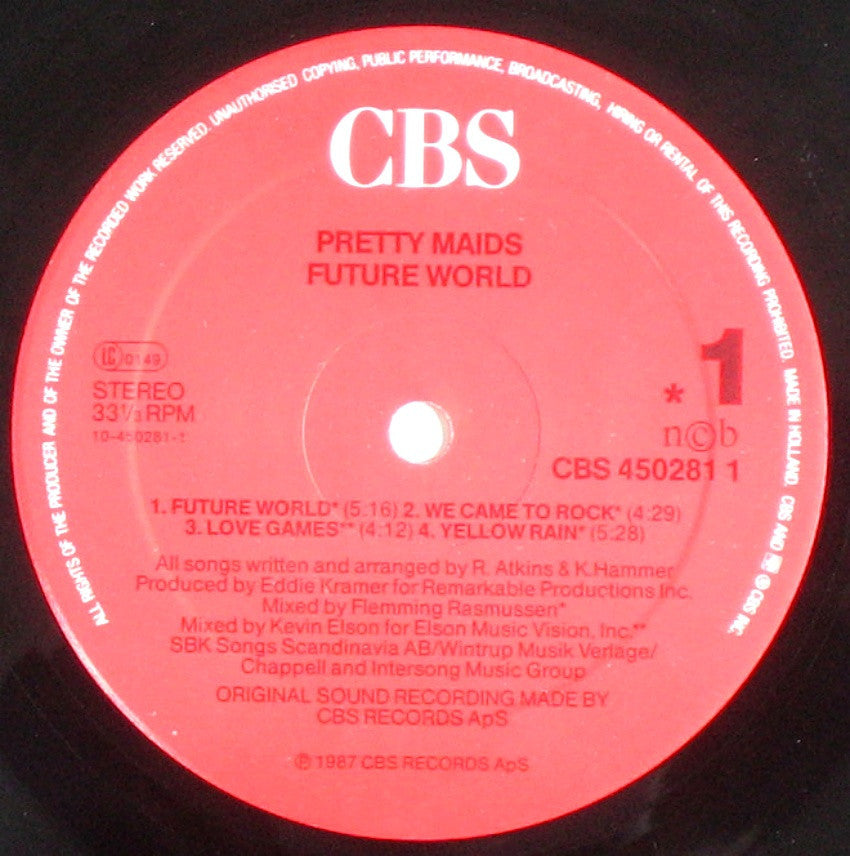 ALL RIGHTS OF THE PRODUCER AND OF THE OWNER OF THE RECORDED WORK RESERVED. UNAUTHORISED COPYING, PUBLIC PERFORMANCE, BROADCASTING, HIRING OR RENTAL OF THIS RECORDING PROHIBITED. MADE IN HOLLAND. CBS AND ℗ CBS INC.
CBS
PRETTY MAIDS
FUTURE WORLD
LC 0149
STEREO
33⅓ RPM
10-450281-1
* 1
n©b
CBS 450281 1
1. FUTURE WORLD* (5.16) 2. WE CAME TO ROCK* (4:29)
3. LOVE GAMES** (4:12) 4. YELLOW RAIN* (5:28)
All songs written and arranged by R. Atkins & K.Hammer
Produced by Eddie Kramer for Remarkable Productions Inc.
Mixed by Flemming Rasmussen*
Mixed by Kevin Elson for Elson Music Vision, Inc.**
SBK Songs Scandinavia AB/Wintrup Musik Verlage/
Chappell and Intersong Music Group
ORIGINAL SOUND RECORDING MADE BY
CBS RECORDS ApS
℗ 1987 CBS RECORDS ApS